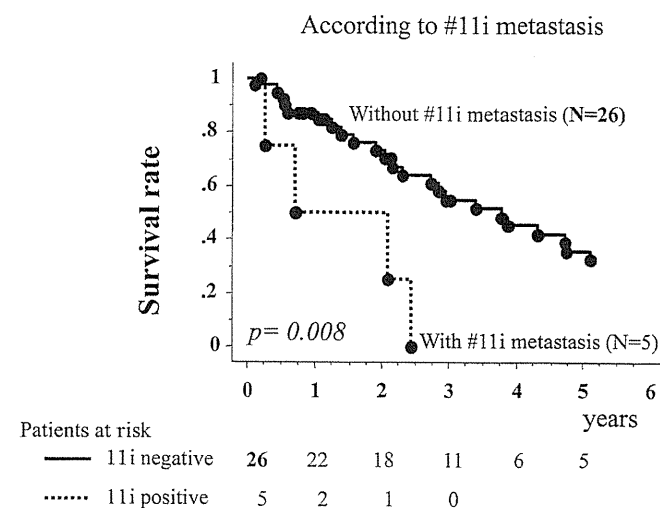 According to #11i metastasis
Survival rate
1
.8
.6
.4
.2
0
Without #11i metastasis (N=26)
With #11i metastasis (N=5)
p= 0.008
0 1 2 3 4 5 6
years
Patients at risk
11i negative 26 22 18 11 6 5
11i positive 5 2 1 0